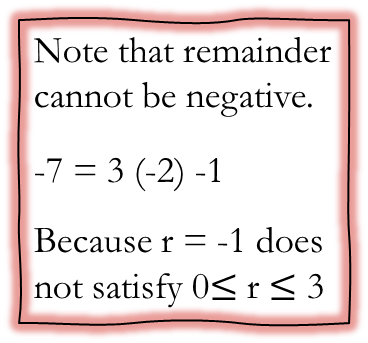 Note that remainder
cannot be negative.
-7 = 3 (-2) -1
Because r = -1 does
not satisfy 0≤ r ≤ 3